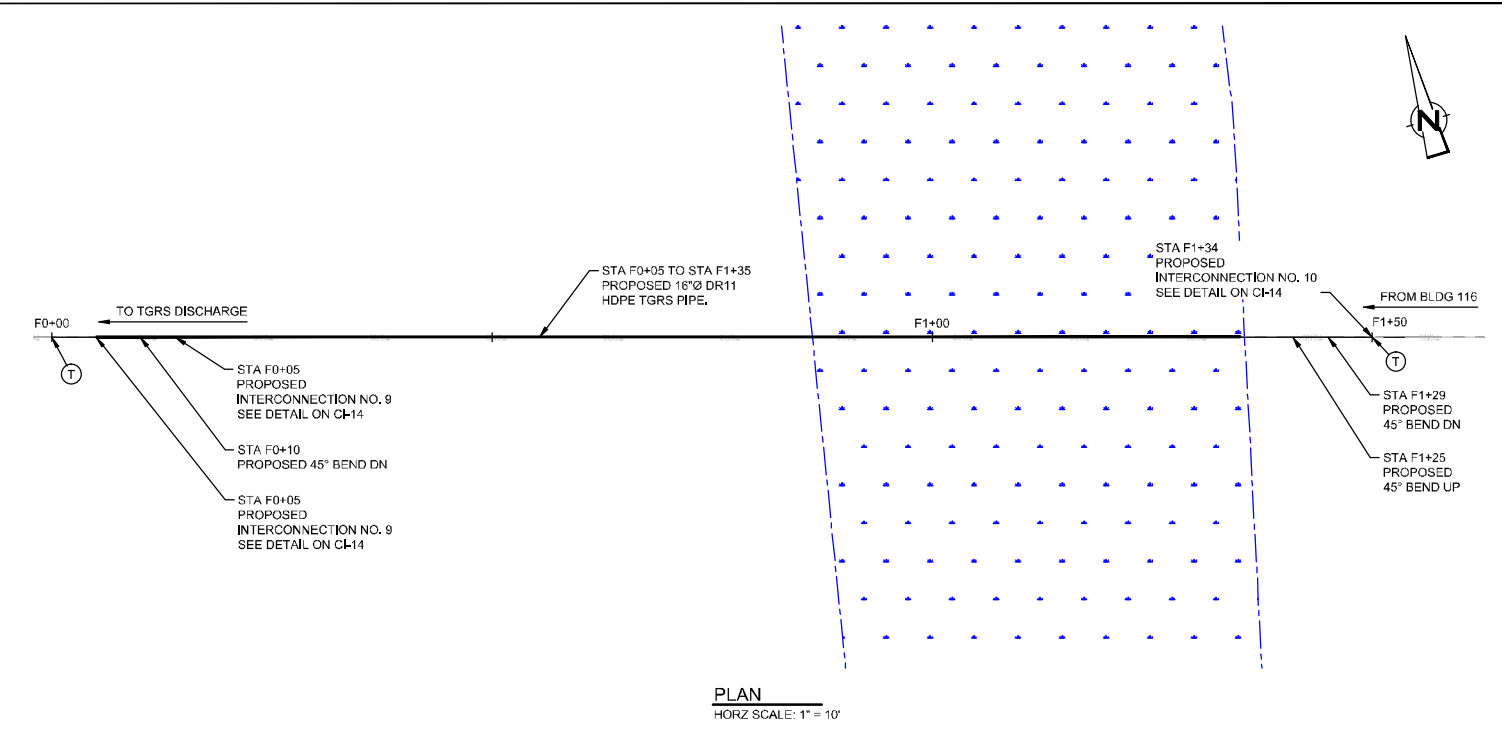 N
STA F1+34
PROPOSED
INTERCONNECTION NO. 10
SEE DETAIL ON CI-14
STA F0+05 TO STA F1+35
PROPOSED 16"Ø DR11
HDPE TGRS PIPE.
FROM BLDG 116
TO TGRS DISCHARGE
F0+00
F1+00
F1+50
T
T
STA F0+05
PROPOSED
INTERCONNECTION NO. 9
SEE DETAIL ON CI-14
STA F0+10
PROPOSED 45° BEND DN
STA F0+05
PROPOSED
INTERCONNECTION NO. 9
SEE DETAIL ON CI-14
STA F1+29
PROPOSED
45° BEND DN
STA F1+25
PROPOSED
45° BEND UP
PLAN
HORZ SCALE: 1" = 10'